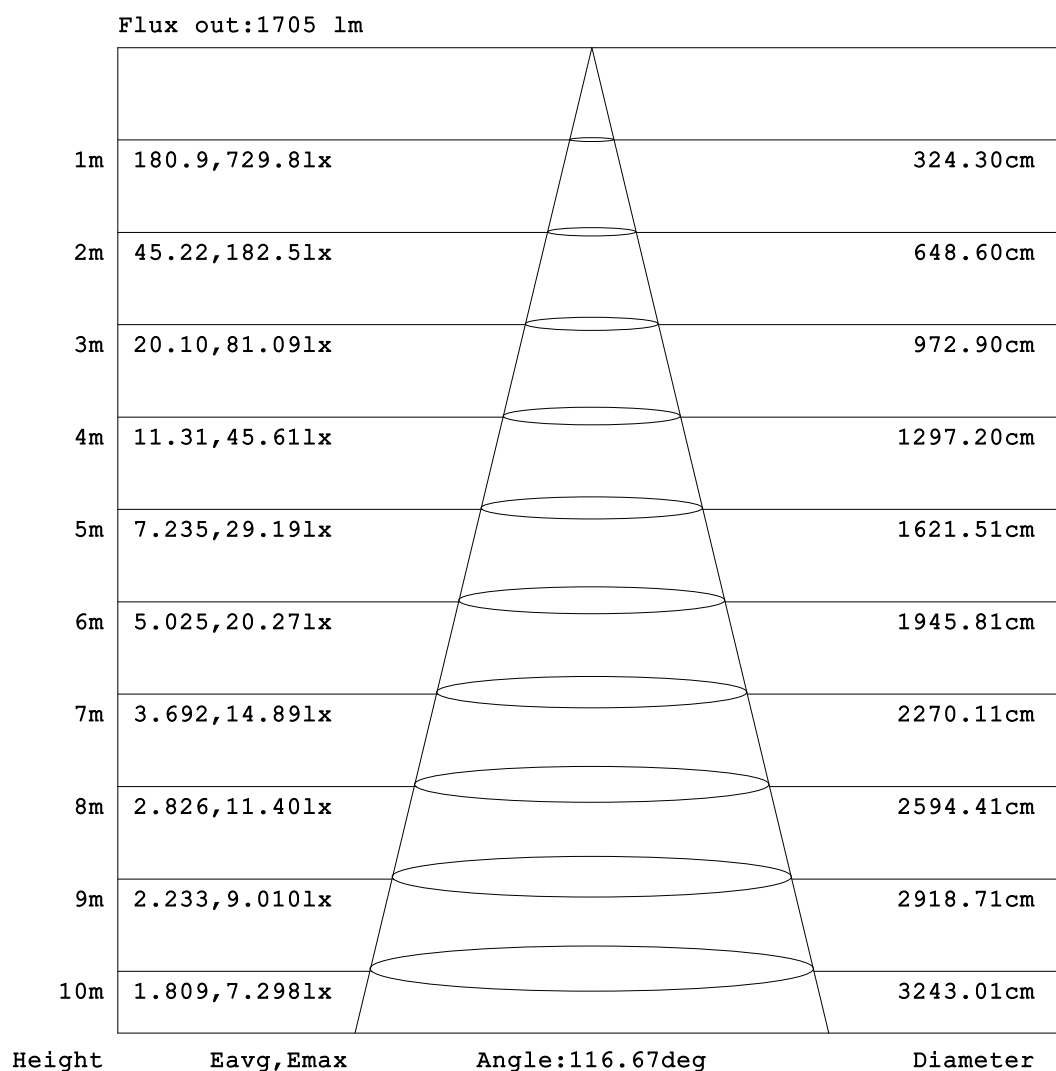 Flux out:1705 lm
1m 180.9,729.8lx 324.30cm
2m 45.22,182.5lx 648.60cm
3m 20.10,81.09lx 972.90cm
4m 11.31,45.61lx 1297.20cm
5m 7.235,29.19lx 1621.51cm
6m 5.025,20.27lx 1945.81cm
7m 3.692,14.89lx 2270.11cm
8m 2.826,11.40lx 2594.41cm
9m 2.233,9.010lx 2918.71cm
10m 1.809,7.298lx 3243.01cm
Height Eavg,Emax Angle:116.67deg Diameter